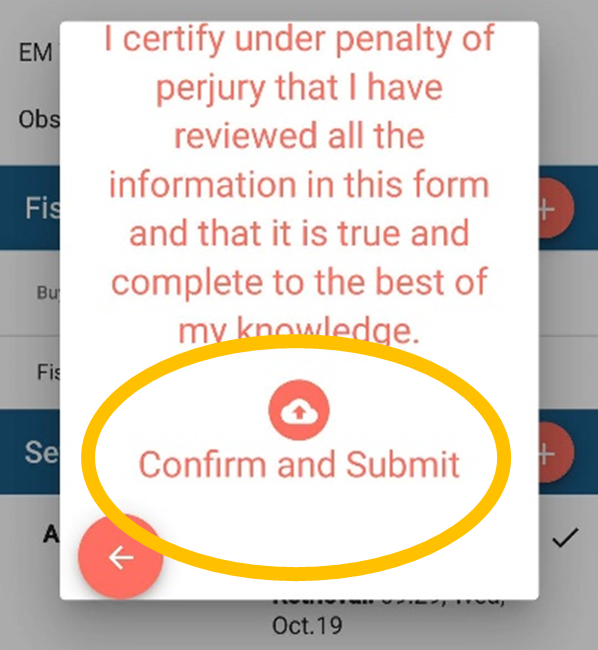 I certify under penalty of
EM
perjury that I have
Obs
reviewed all the
information in this form
Fis
+
and that it is true and
complete to the best of
Bu
my knowledge.
Fis
Confirm and Submit
Se
+
A
09:29, Wed,
Oct.19